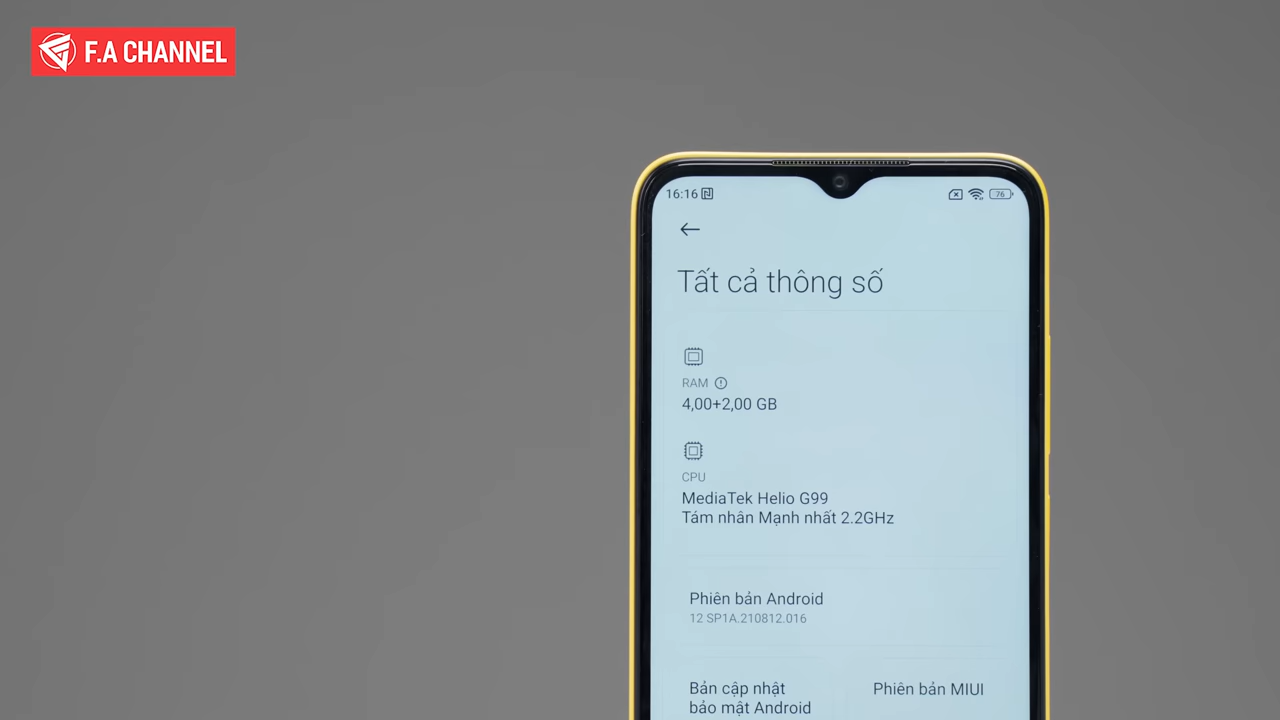 F.A CHANNEL
16:16
76
Tất cả thông số
RAM
4,00+2,00 GB
CPU
MediaTek Helio G99
Tám nhân Mạnh nhất 2.2GHz
Phiên bản Android
12 SP1A.210812.016
Bản cập nhật
bảo mật Android
Phiên bản MIUI